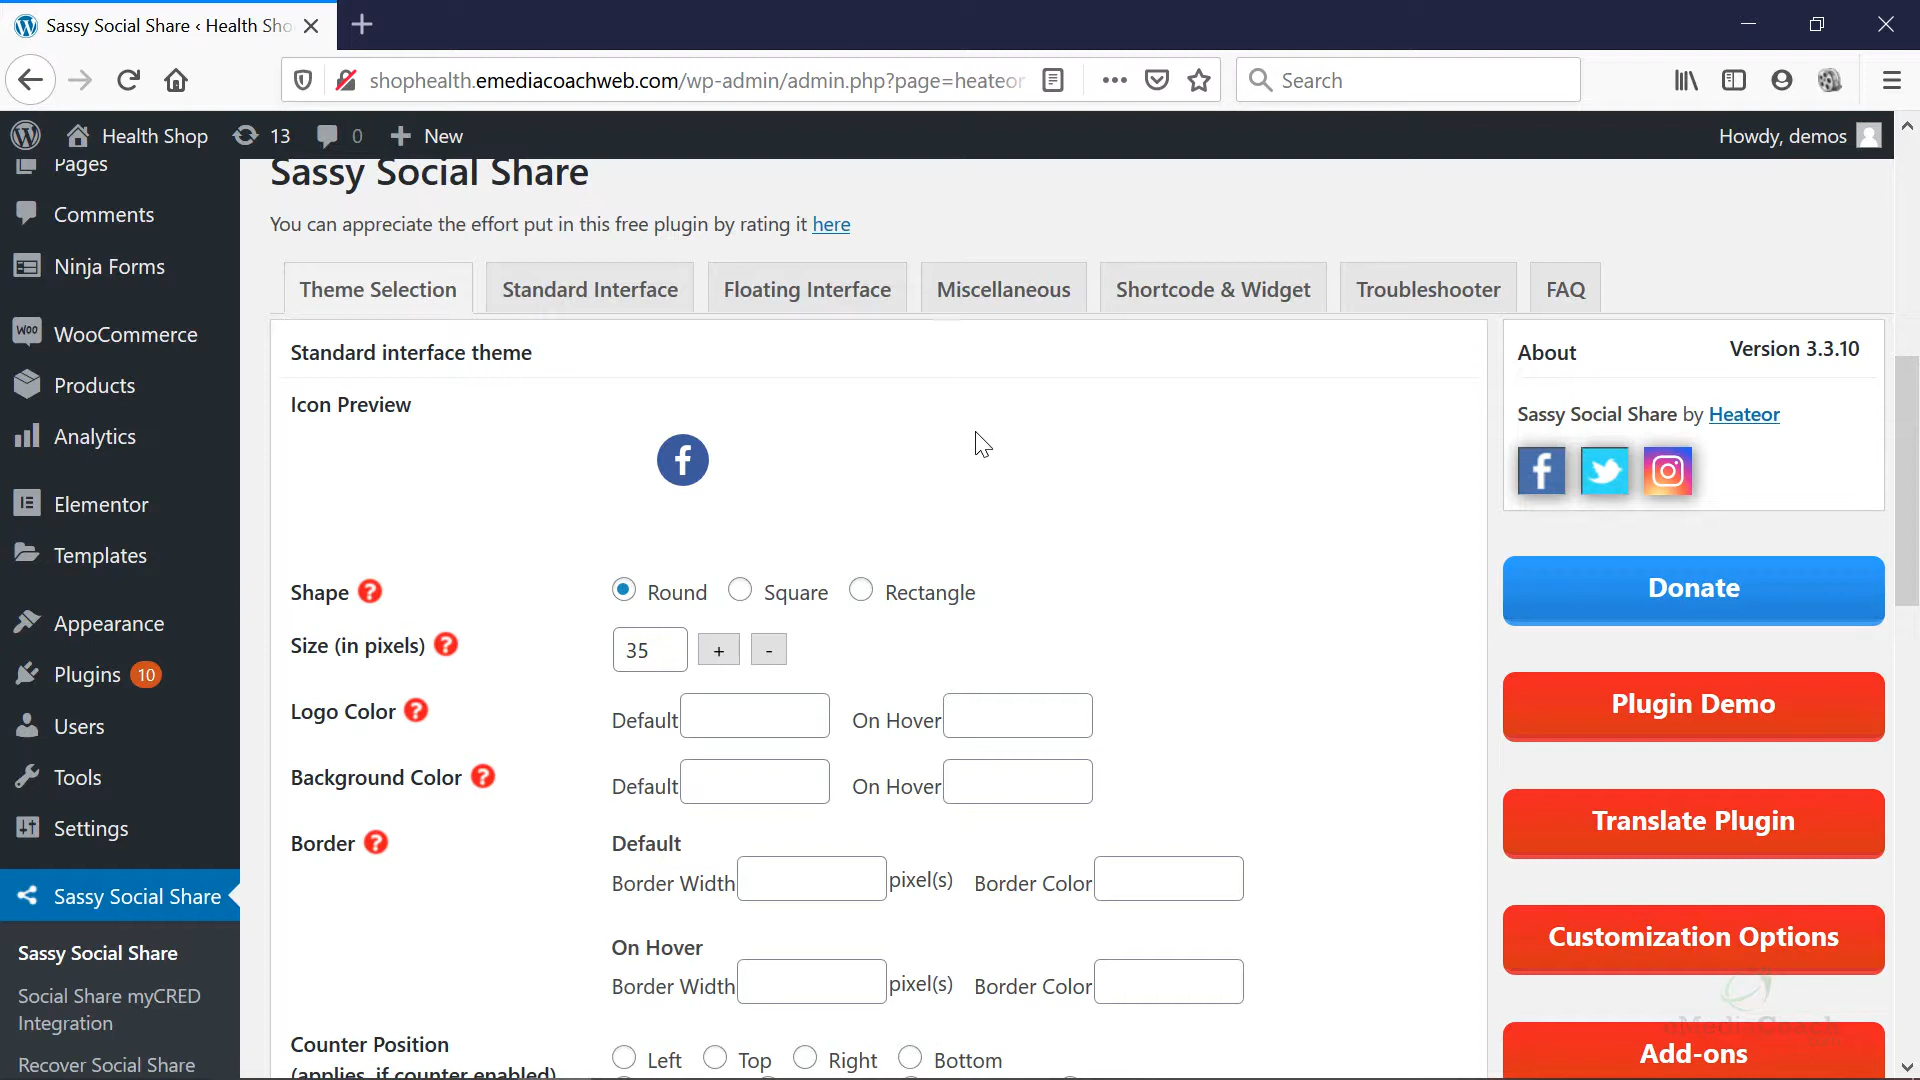 Sassy Social Share ‹ Health Sho
shophealth.emediacoachweb.com/wp-admin/admin.php?page=heateor
Search
Health Shop
13
0
New
Howdy, demos
Pages
Comments
Ninja Forms
WooCommerce
Products
Analytics
Elementor
Templates
Appearance
Plugins 10
Users
Tools
Settings
Sassy Social Share
Sassy Social Share
Social Share myCRED
Integration
Recover Social Share
Sassy Social Share
You can appreciate the effort put in this free plugin by rating it here
Theme Selection
Standard Interface
Floating Interface
Miscellaneous
Shortcode & Widget
Troubleshooter
FAQ
Standard interface theme
Icon Preview
Shape ? Round Square Rectangle
Size (in pixels) ? 35 + -
Logo Color ? Default On Hover
Background Color ? Default On Hover
Border ? Default
Border Width pixel(s) Border Color
On Hover
Border Width pixel(s) Border Color
Counter Position Left Top Right Bottom
(applies, if counter enabled)
About Version 3.3.10
Sassy Social Share by Heateor
Donate
Plugin Demo
Translate Plugin
Customization Options
eMediaCoach
Add-ons